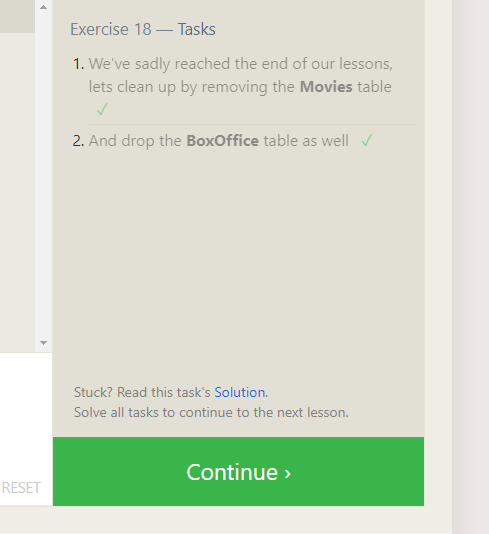 Exercise 18 — Tasks
1. We've sadly reached the end of our lessons,
lets clean up by removing the Movies table
✓
2. And drop the BoxOffice table as well ✓
Stuck? Read this task's Solution.
Solve all tasks to continue to the next lesson.
RESET
Continue ›